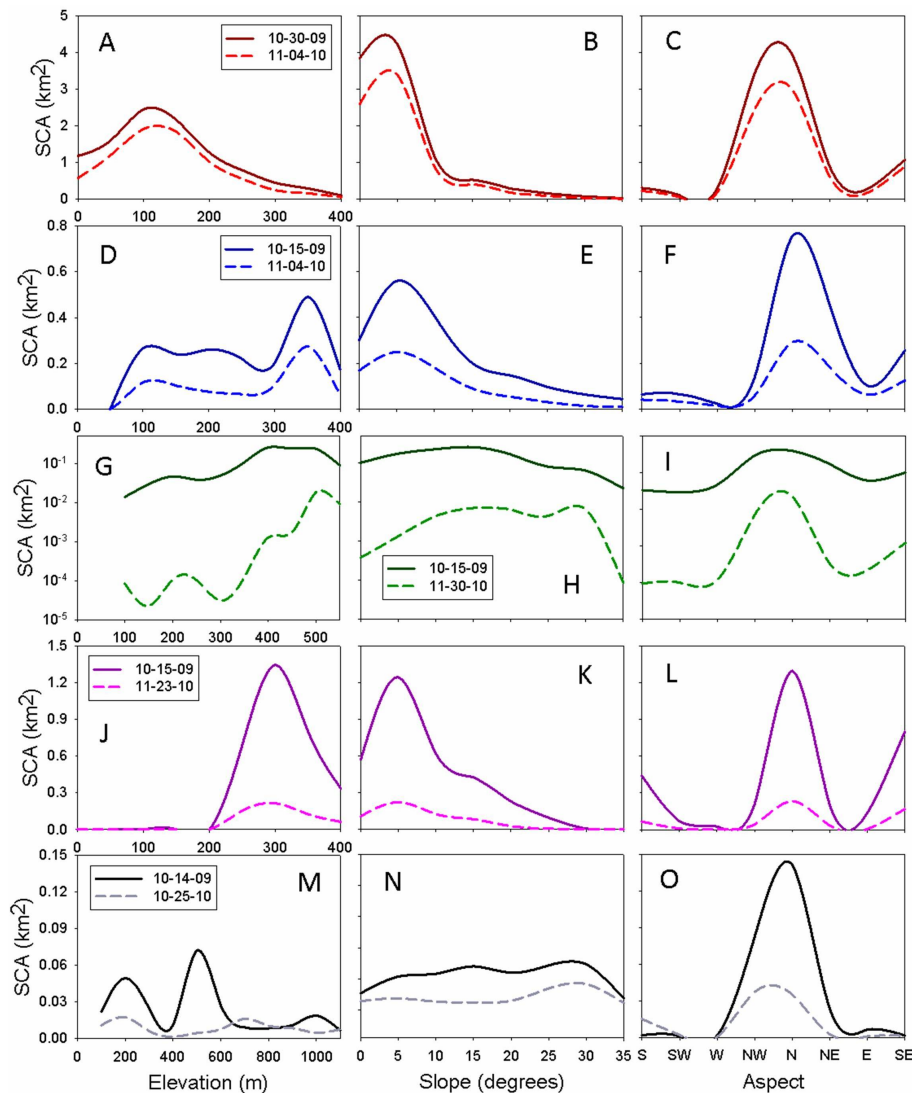 A
10-30-09
11-04-10
B
C
SCA (km2)
5
4
3
2
1
0
0 100 200 300 400
D
10-15-09
11-04-10
E
F
SCA (km2)
0.8
0.6
0.4
0.2
0.0
0 100 200 300 400
G
H
10-15-09
11-30-10
I
SCA (km2)
10-1
10-2
10-3
10-4
10-5
0 100 200 300 400 500
J
10-15-09
11-23-10
K
L
SCA (km2)
1.5
1.2
0.9
0.6
0.3
0.0
0 100 200 300 400
10-14-09
10-25-10
M
N
O
SCA (km2)
0.15
0.12
0.09
0.06
0.03
0.00
200 400 600 800 1000
0 5 10 15 20 25 30 35
S SW W NW N NE E SE
Elevation (m)
Slope (degrees)
Aspect